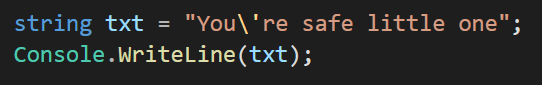 string txt = "You\'re safe little one";
Console.WriteLine(txt);